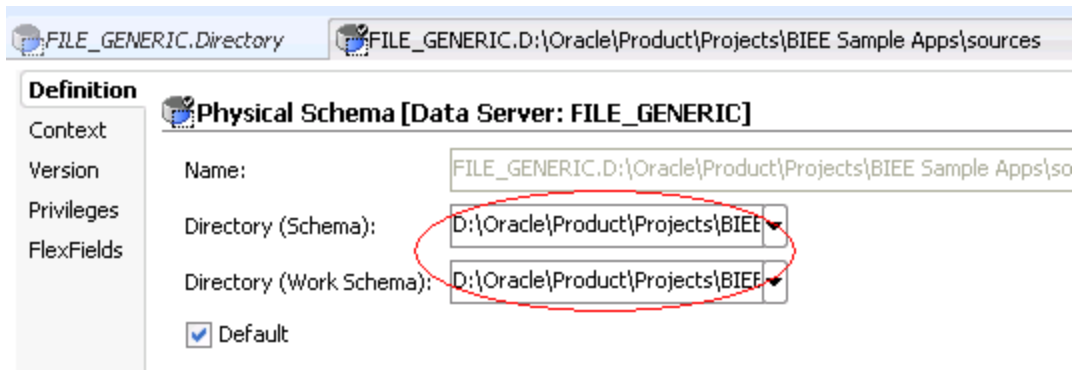 FILE_GENERIC.Directory FILE_GENERIC.D:\Oracle\Product\Projects\BIEE Sample Apps\sources
Definition
Context
Version
Privileges
FlexFields
Physical Schema [Data Server: FILE_GENERIC]
Name: FILE_GENERIC.D:\Oracle\Product\Projects\BIEE Sample Apps\so
Directory (Schema): D:\Oracle\Product\Projects\BIEE
Directory (Work Schema): D:\Oracle\Product\Projects\BIEE
Default